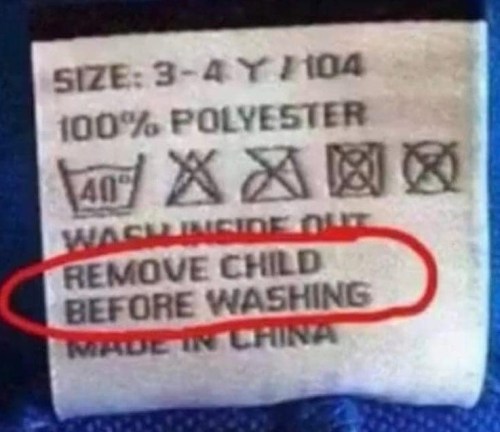 SIZE: 3-4 Y / 104
100% POLYESTER
40°
WASH INSIDE OUT
REMOVE CHILD
BEFORE WASHING
MADE IN CHINA